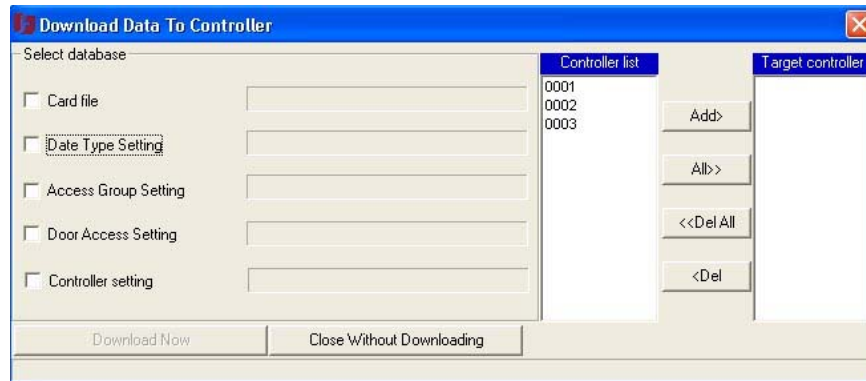 Download Data To Controller
Select database
Card file
Date Type Setting
Access Group Setting
Door Access Setting
Controller setting
Controller list
0001
0002
0003
Add>
All>>
<<Del All
<Del
Target controller
Download Now
Close Without Downloading